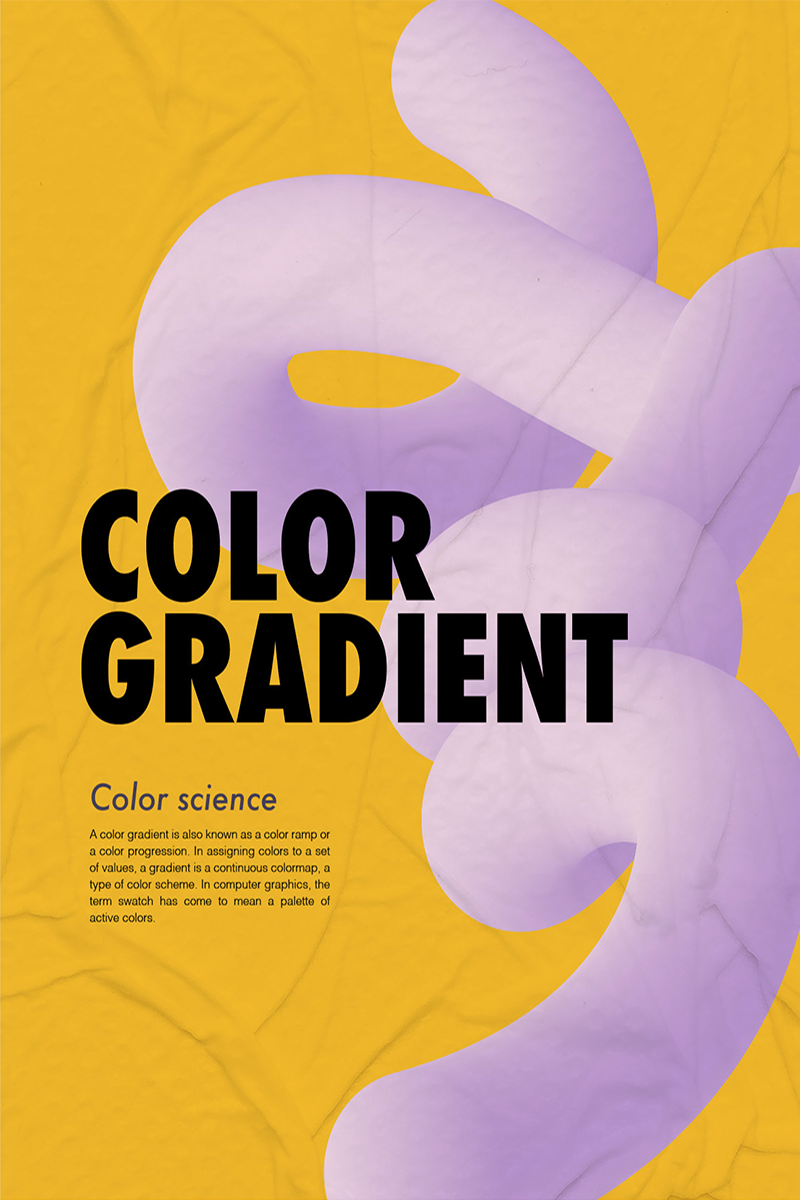 COLOR
GRADIENT
Color science
A color gradient is also known as a color ramp or
a color progression. In assigning colors to a set
of values, a gradient is a continuous colormap, a
type of color scheme. In computer graphics, the
term swatch has come to mean a palette of
active colors.